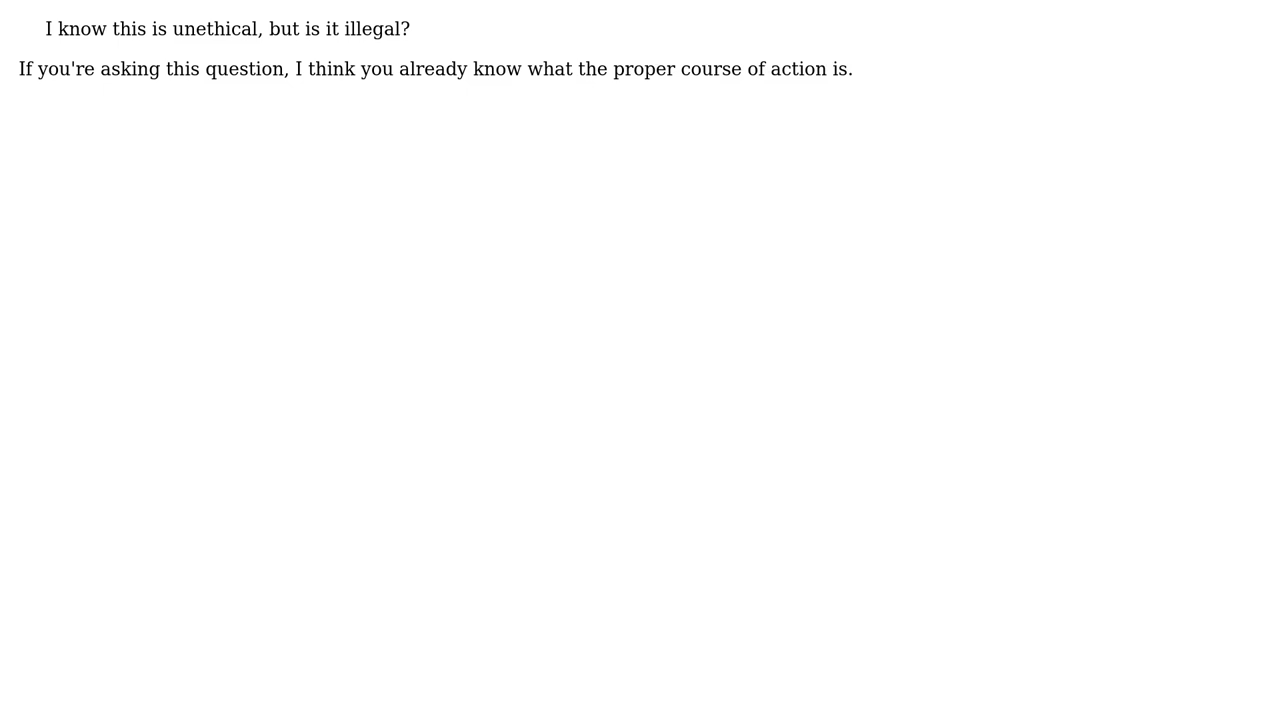 I know this is unethical, but is it illegal?
If you're asking this question, I think you already know what the proper course of action is.